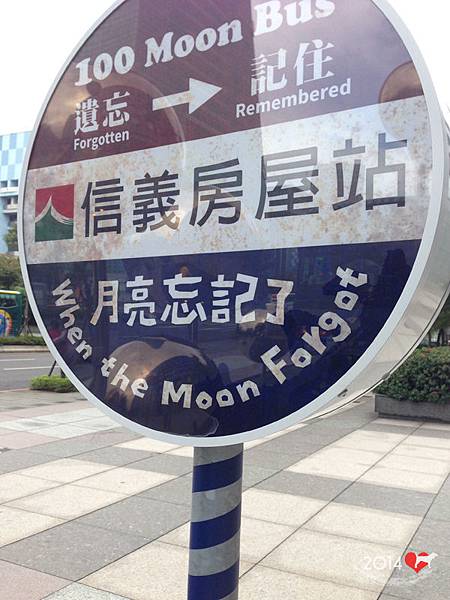 100 Moon Bus
遺忘 → 記住
Forgotten Remembered
信義房屋站
月亮忘記了
When the Moon Forgot
2014